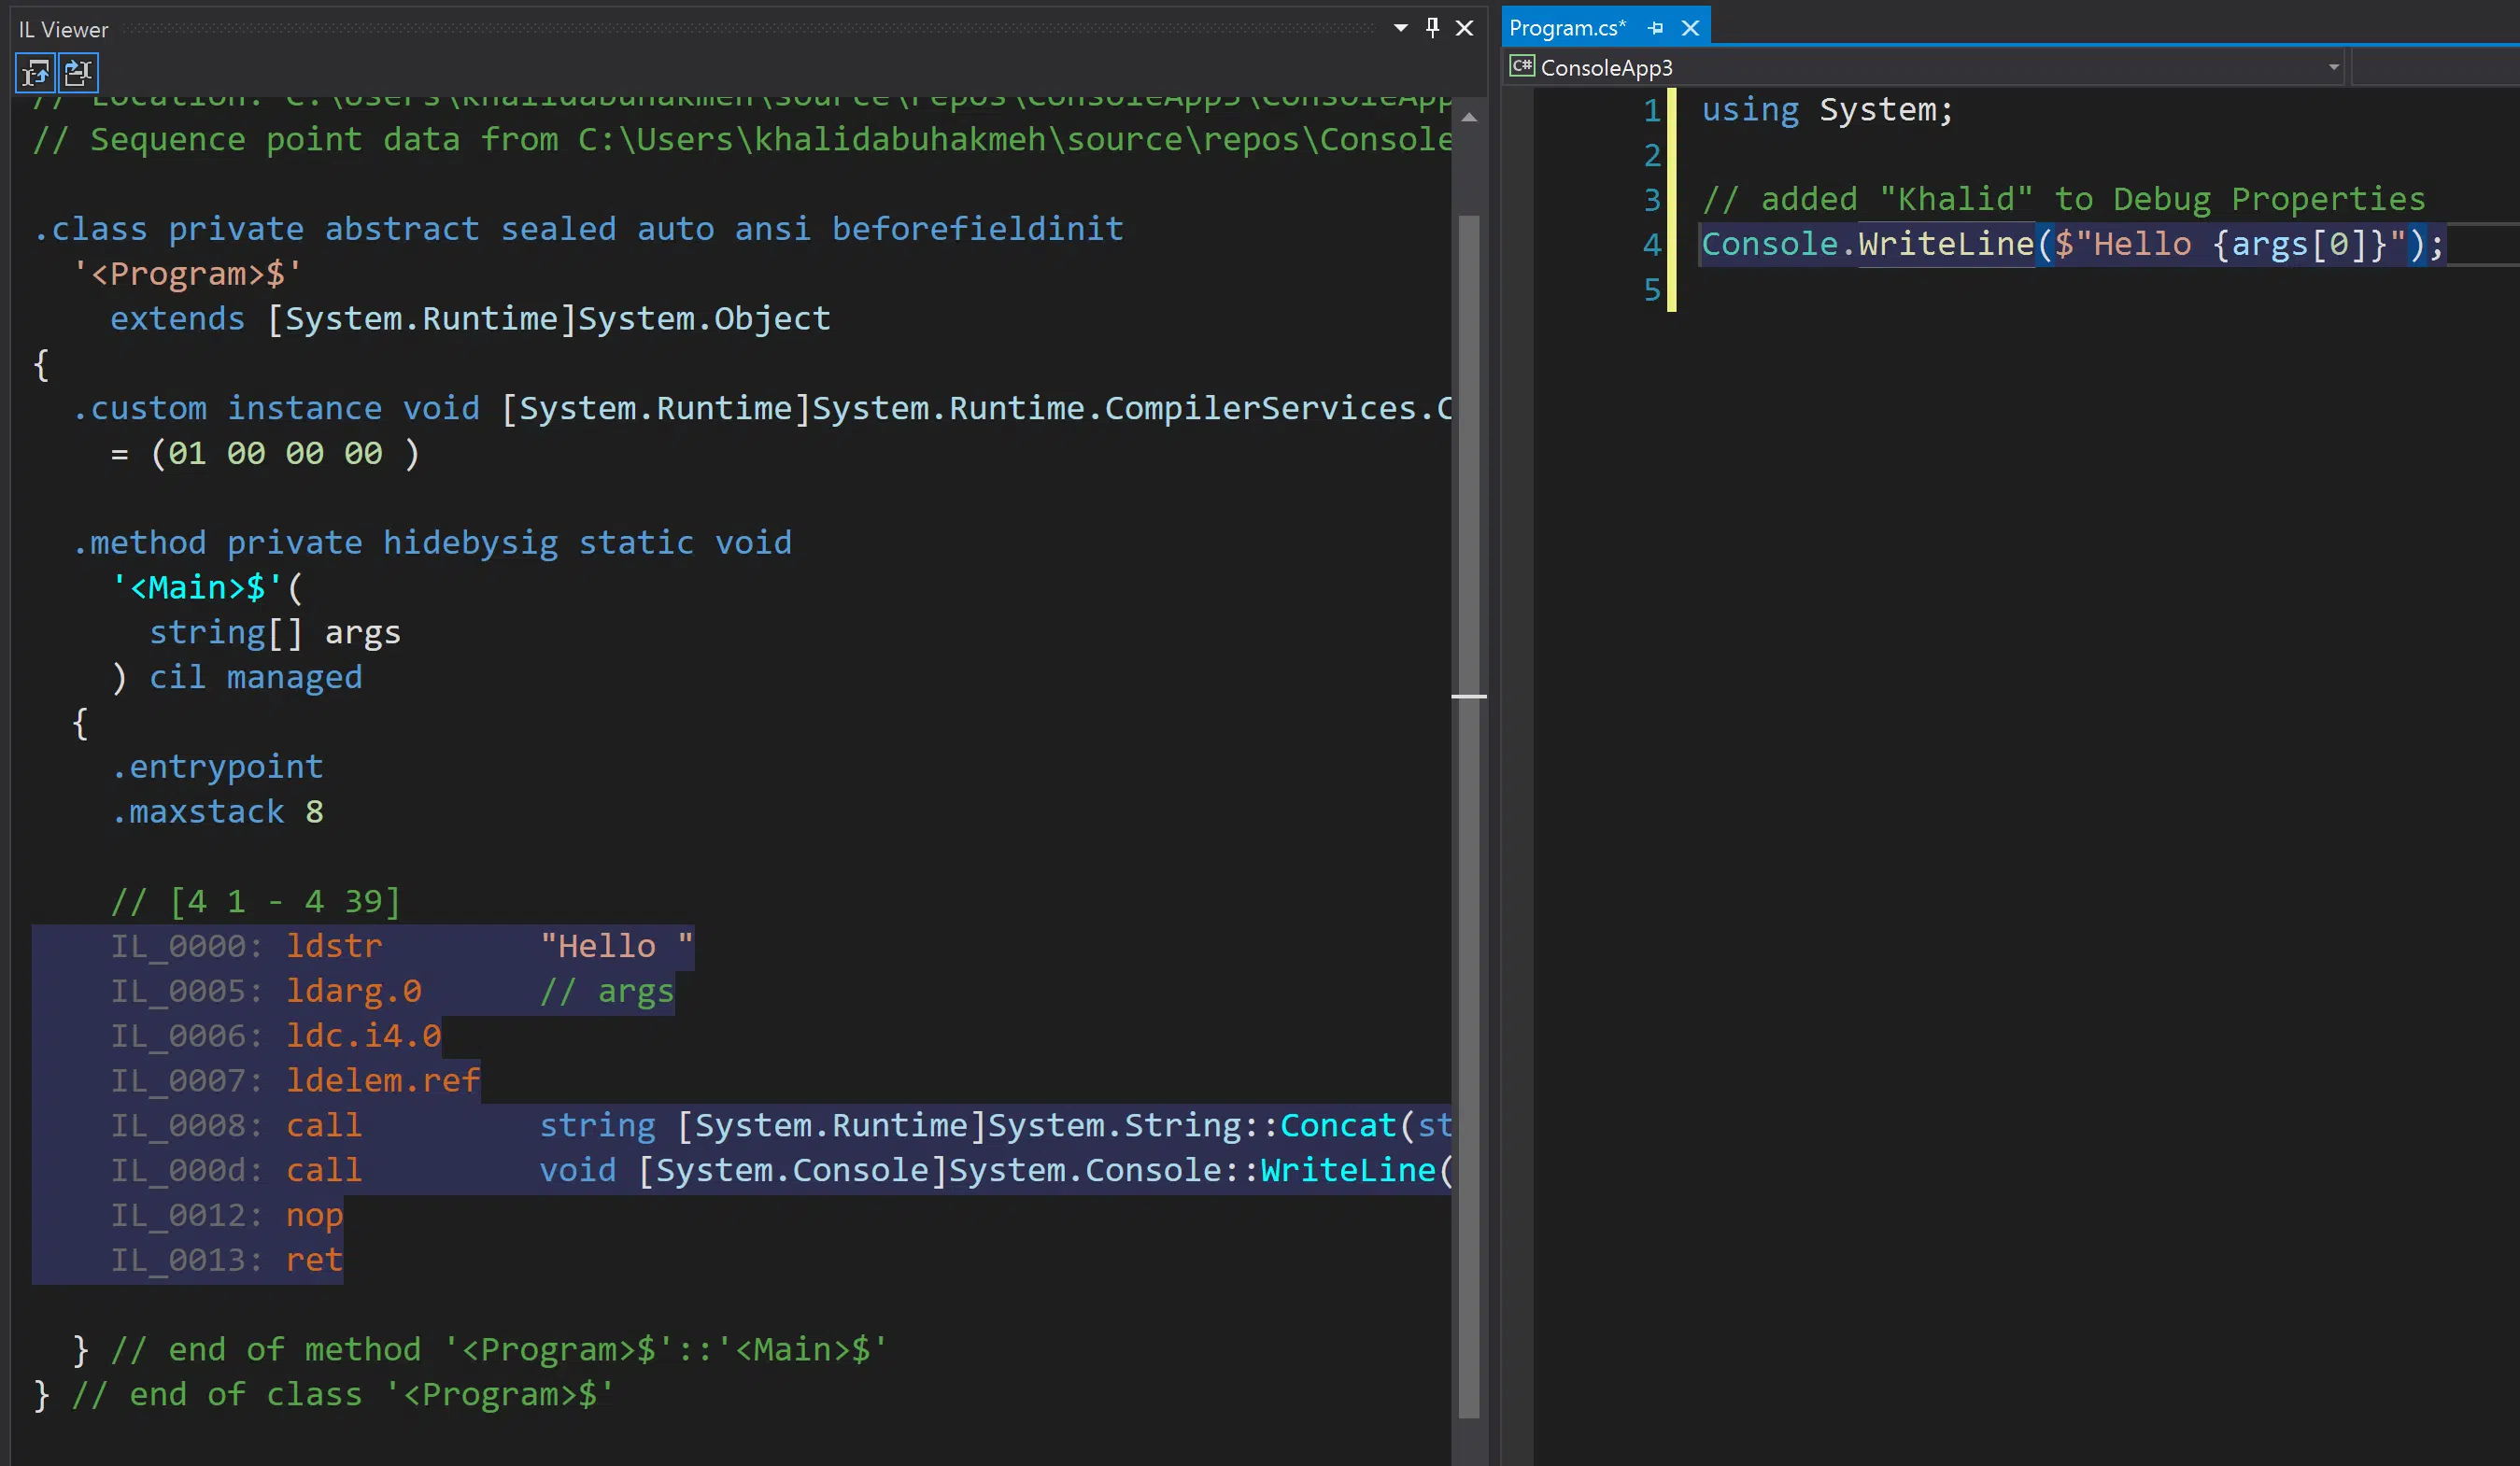 IL Viewer
// Location: C:\Users\khalidabuhakmeh\source\repos\ConsoleApp3\ConsoleApp
// Sequence point data from C:\Users\khalidabuhakmeh\source\repos\Console
.class private abstract sealed auto ansi beforefieldinit
'<Program>$'
extends [System.Runtime]System.Object
{
.custom instance void [System.Runtime]System.Runtime.CompilerServices.C
= (01 00 00 00 )
.method private hidebysig static void
'<Main>$'(
string[] args
) cil managed
{
.entrypoint
.maxstack 8
// [4 1 - 4 39]
IL_0000: ldstr "Hello "
IL_0005: ldarg.0 // args
IL_0006: ldc.i4.0
IL_0007: ldelem.ref
IL_0008: call string [System.Runtime]System.String::Concat(st
IL_000d: call void [System.Console]System.Console::WriteLine(
IL_0012: nop
IL_0013: ret
} // end of method '<Program>$'::'<Main>$'
} // end of class '<Program>$'
Program.cs*
C# ConsoleApp3
1 using System;
2
3 // added "Khalid" to Debug Properties
4 Console.WriteLine($"Hello {args[0]}");
5